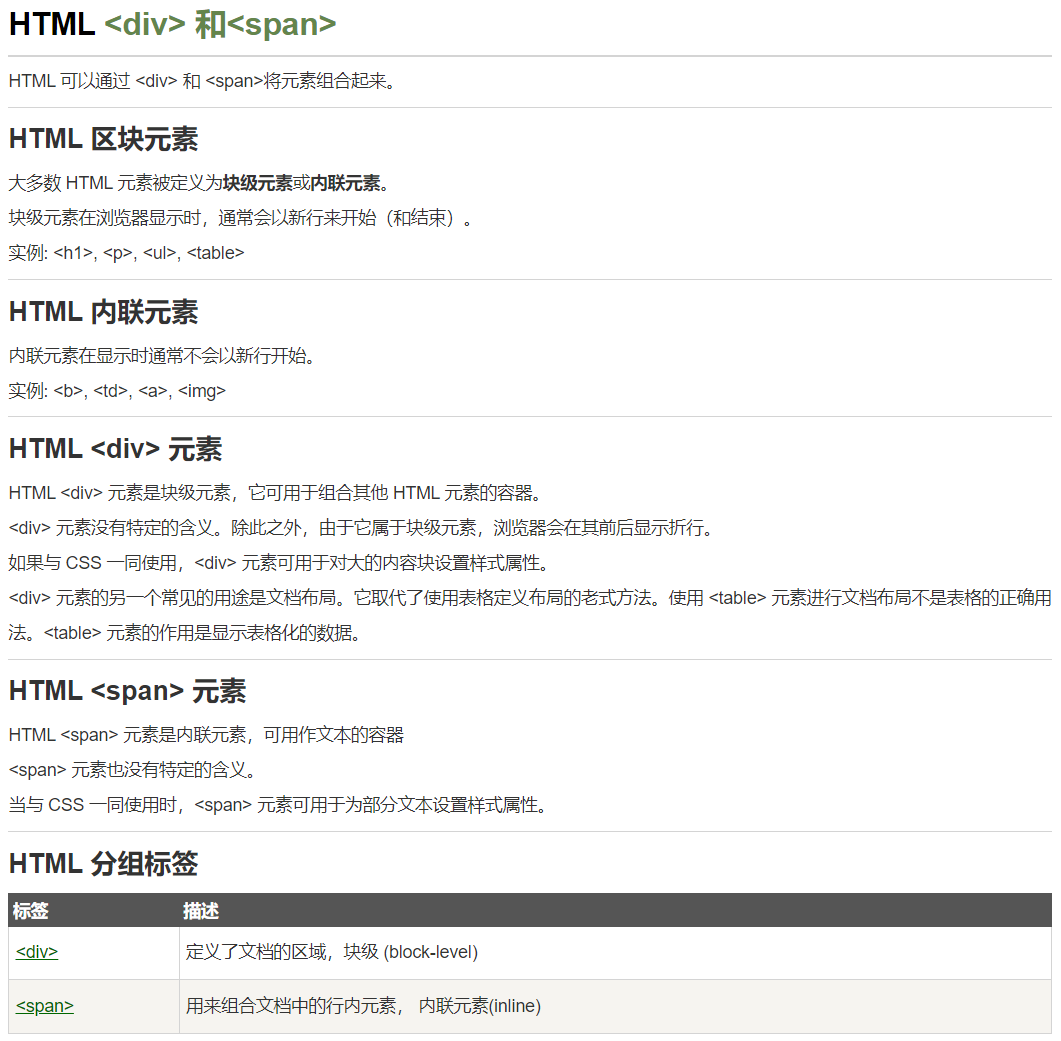 HTML <div> 和<span>
HTML 可以通过 <div> 和 <span>将元素组合起来。
HTML 区块元素
大多数 HTML 元素被定义为块级元素或内联元素。
块级元素在浏览器显示时，通常会以新行来开始（和结束）。
实例: <h1>, <p>, <ul>, <table>
HTML 内联元素
内联元素在显示时通常不会以新行开始。
实例: <b>, <td>, <a>, <img>
HTML <div> 元素
HTML <div> 元素是块级元素，它可用于组合其他 HTML 元素的容器。
<div> 元素没有特定的含义。除此之外，由于它属于块级元素，浏览器会在其前后显示折行。
如果与 CSS 一同使用，<div> 元素可用于对大的内容块设置样式属性。
<div> 元素的另一个常见的用途是文档布局。它取代了使用表格定义布局的老式方法。使用 <table> 元素进行文档布局不是表格的正确用
法。<table> 元素的作用是显示表格化的数据。
HTML <span> 元素
HTML <span> 元素是内联元素，可用作文本的容器
<span> 元素也没有特定的含义。
当与 CSS 一同使用时，<span> 元素可用于为部分文本设置样式属性。
HTML 分组标签
标签 描述
<div> 定义了文档的区域，块级 (block-level)
<span> 用来组合文档中的行内元素， 内联元素(inline)